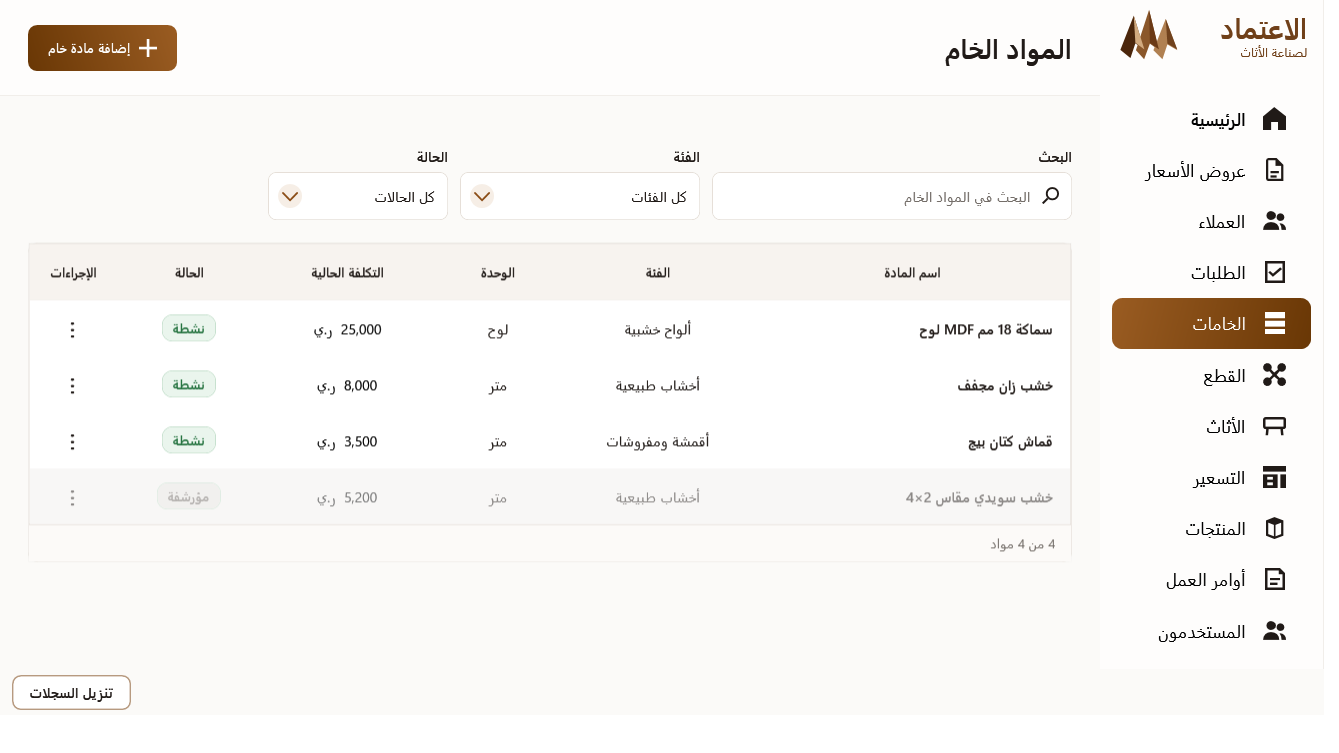 الاعتماد
لصناعة الأثاث
الرئيسية
عروض الأسعار
العملاء
الطلبات
الخامات
القطع
الأثاث
التسعير
المنتجات
أوامر العمل
المستخدمون
المواد الخام
إضافة مادة خام
البحث
الفئة
الحالة
البحث في المواد الخام
كل الفئات
كل الحالات
اسم المادة الفئة الوحدة التكلفة الحالية الحالة الإجراءات
سماكة 18 مم MDF لوح ألواح خشبية لوح 25,000 ر.ي نشطة
خشب زان مجفف أخشاب طبيعية متر 8,000 ر.ي نشطة
قماش كتان بيج أقمشة ومفروشات متر 3,500 ر.ي نشطة
خشب سويدي مقاس 2×4 أخشاب طبيعية متر 5,200 ر.ي مؤرشفة
4 من 4 مواد
تنزيل السجلات